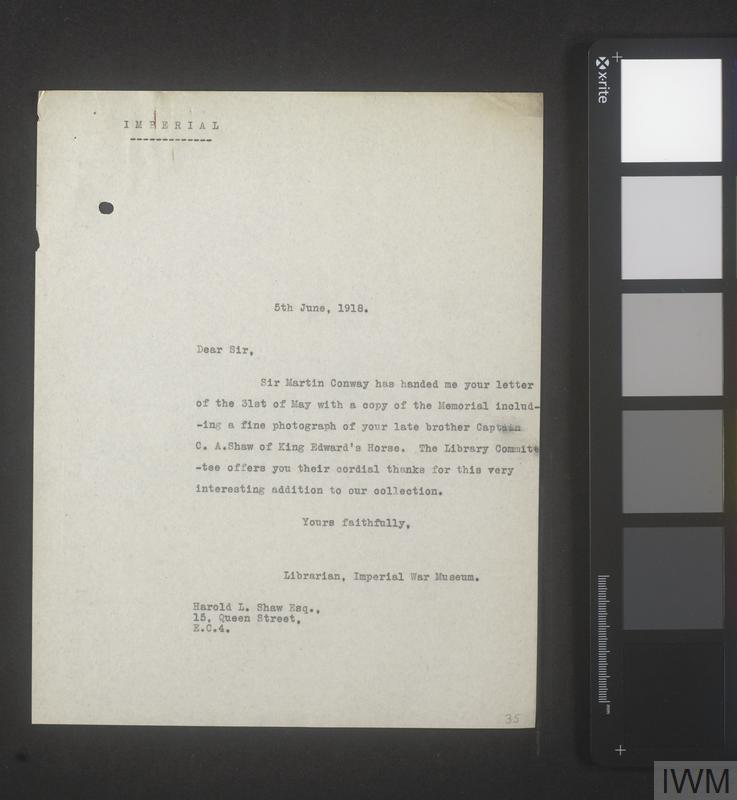 IMPERIAL
5th June, 1918.
Dear Sir,
Sir Martin Conway has handed me your letter
of the 31st of May with a copy of the Memorial includ-
-ing a fine photograph of your late brother Captain
C. A.Shaw of King Edward's Horse. The Library Committ
-tee offers you their cordial thanks for this very
interesting addition to our collection.
Yours faithfully,
Librarian, Imperial War Museum.
Harold L. Shaw Esq.,
15, Queen Street,
E.C.4.
35
x-rite
mm
IWM